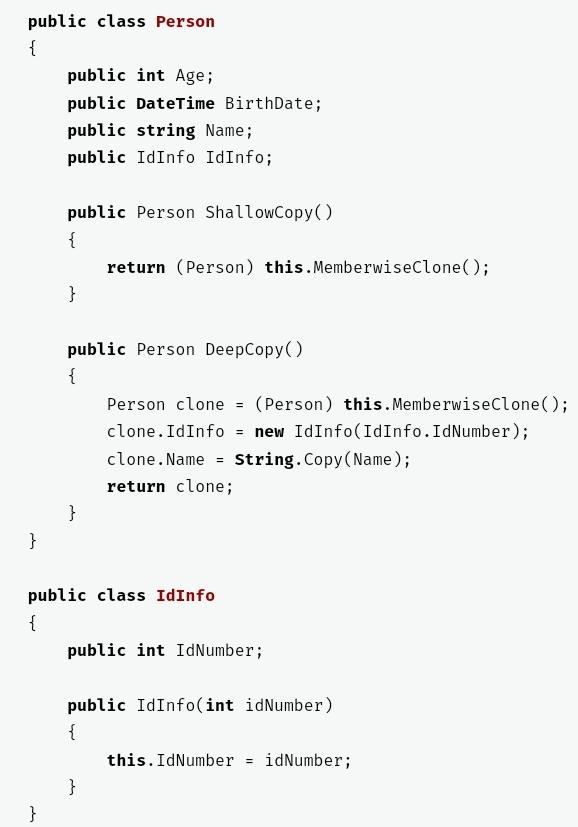 public class Person
{
    public int Age;
    public DateTime BirthDate;
    public string Name;
    public IdInfo IdInfo;

    public Person ShallowCopy()
    {
        return (Person) this.MemberwiseClone();
    }

    public Person DeepCopy()
    {
        Person clone = (Person) this.MemberwiseClone();
        clone.IdInfo = new IdInfo(IdInfo.IdNumber);
        clone.Name = String.Copy(Name);
        return clone;
    }
}

public class IdInfo
{
    public int IdNumber;

    public IdInfo(int idNumber)
    {
        this.IdNumber = idNumber;
    }
}